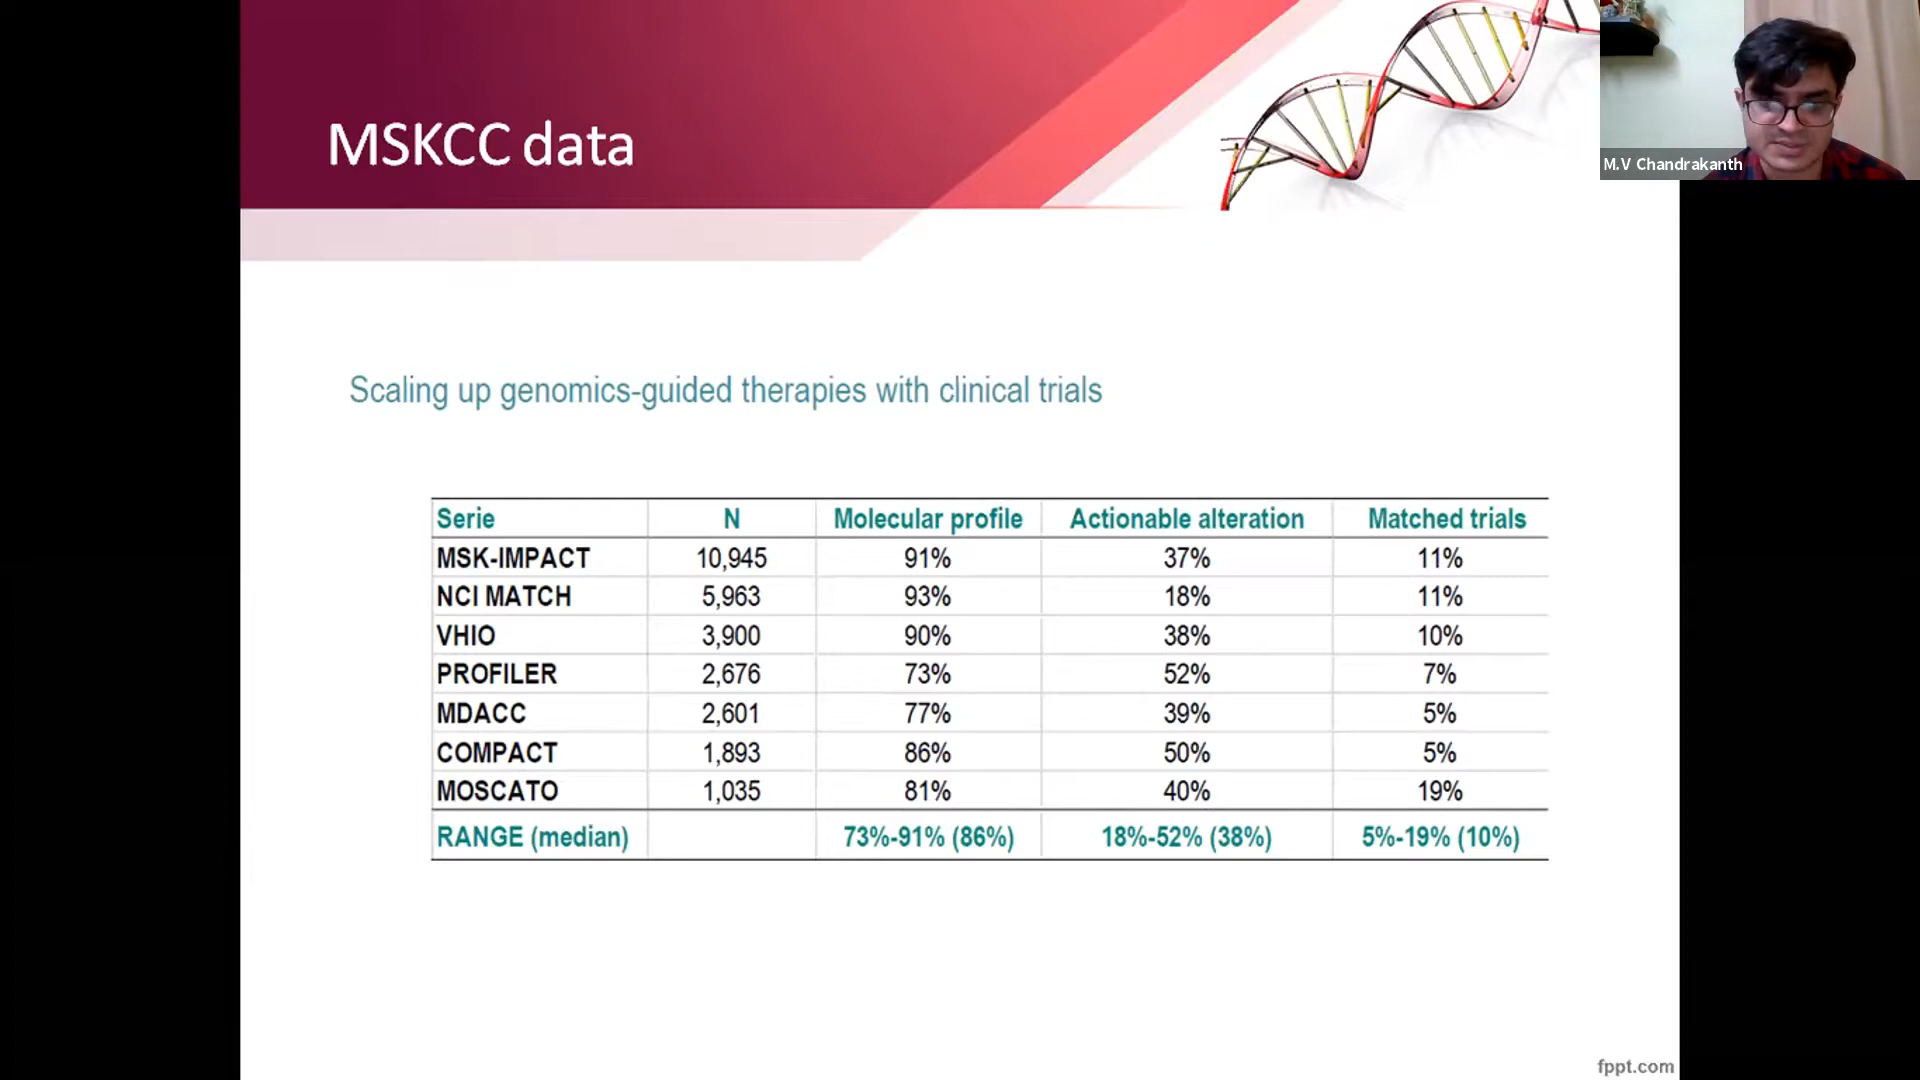 MSKCC data
M.V Chandrakanth
Scaling up genomics-guided therapies with clinical trials
Serie N Molecular profile Actionable alteration Matched trials
MSK-IMPACT 10,945 91% 37% 11%
NCI MATCH 5,963 93% 18% 11%
VHIO 3,900 90% 38% 10%
PROFILER 2,676 73% 52% 7%
MDACC 2,601 77% 39% 5%
COMPACT 1,893 86% 50% 5%
MOSCATO 1,035 81% 40% 19%
RANGE (median) 73%-91% (86%) 18%-52% (38%) 5%-19% (10%)
fppt.com